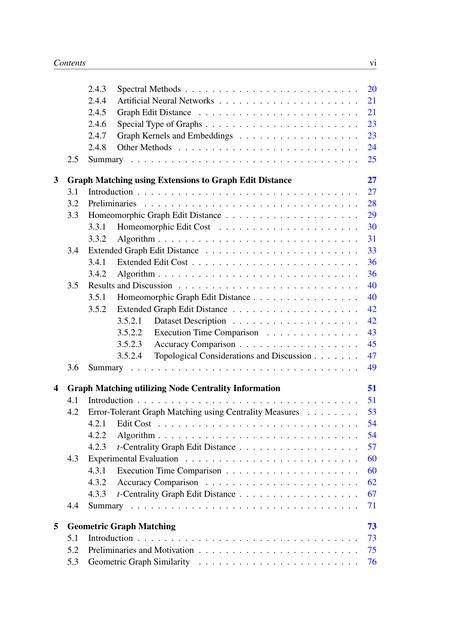 Contents vi
2.4.3 Spectral Methods . . . . . . . . . . . . . . . . . . . . . . 20
2.4.4 Artificial Neural Networks . . . . . . . . . . . . . . . . . . 21
2.4.5 Graph Edit Distance . . . . . . . . . . . . . . . . . . . . . 21
2.4.6 Special Type of Graphs . . . . . . . . . . . . . . . . . . . . 23
2.4.7 Graph Kernels and Embeddings . . . . . . . . . . . . . . . 23
2.4.8 Other Methods . . . . . . . . . . . . . . . . . . . . . . . 24
2.5 Summary . . . . . . . . . . . . . . . . . . . . . . . . . . . . 25
3 Graph Matching using Extensions to Graph Edit Distance 27
3.1 Introduction . . . . . . . . . . . . . . . . . . . . . . . . . . . 27
3.2 Preliminaries . . . . . . . . . . . . . . . . . . . . . . . . . . 28
3.3 Homeomorphic Graph Edit Distance . . . . . . . . . . . . . . . . 29
3.3.1 Homeomorphic Edit Cost . . . . . . . . . . . . . . . . . . 30
3.3.2 Algorithm . . . . . . . . . . . . . . . . . . . . . . . . . . 31
3.4 Extended Graph Edit Distance . . . . . . . . . . . . . . . . . . . 33
3.4.1 Extended Edit Cost . . . . . . . . . . . . . . . . . . . . . . 36
3.4.2 Algorithm . . . . . . . . . . . . . . . . . . . . . . . . . . 36
3.5 Results and Discussion . . . . . . . . . . . . . . . . . . . . . . 40
3.5.1 Homeomorphic Graph Edit Distance . . . . . . . . . . . . . . 40
3.5.2 Extended Graph Edit Distance . . . . . . . . . . . . . . . . 42
3.5.2.1 Dataset Description . . . . . . . . . . . . . . . . . 42
3.5.2.2 Execution Time Comparison . . . . . . . . . . . . . 43
3.5.2.3 Accuracy Comparison . . . . . . . . . . . . . . . . 45
3.5.2.4 Topological Considerations and Discussion . . . . . . . 47
3.6 Summary . . . . . . . . . . . . . . . . . . . . . . . . . . . . 49
4 Graph Matching utilizing Node Centrality Information 51
4.1 Introduction . . . . . . . . . . . . . . . . . . . . . . . . . . . 51
4.2 Error-Tolerant Graph Matching using Centrality Measures . . . . . . . . 53
4.2.1 Edit Cost . . . . . . . . . . . . . . . . . . . . . . . . . . 54
4.2.2 Algorithm . . . . . . . . . . . . . . . . . . . . . . . . . . 54
4.2.3 t-Centrality Graph Edit Distance . . . . . . . . . . . . . . . . 57
4.3 Experimental Evaluation . . . . . . . . . . . . . . . . . . . . . 60
4.3.1 Execution Time Comparison . . . . . . . . . . . . . . . . . . 60
4.3.2 Accuracy Comparison . . . . . . . . . . . . . . . . . . . . 62
4.3.3 t-Centrality Graph Edit Distance . . . . . . . . . . . . . . . . 67
4.4 Summary . . . . . . . . . . . . . . . . . . . . . . . . . . . . 71
5 Geometric Graph Matching 73
5.1 Introduction . . . . . . . . . . . . . . . . . . . . . . . . . . . 73
5.2 Preliminaries and Motivation . . . . . . . . . . . . . . . . . . . . 75
5.3 Geometric Graph Similarity . . . . . . . . . . . . . . . . . . . . 76